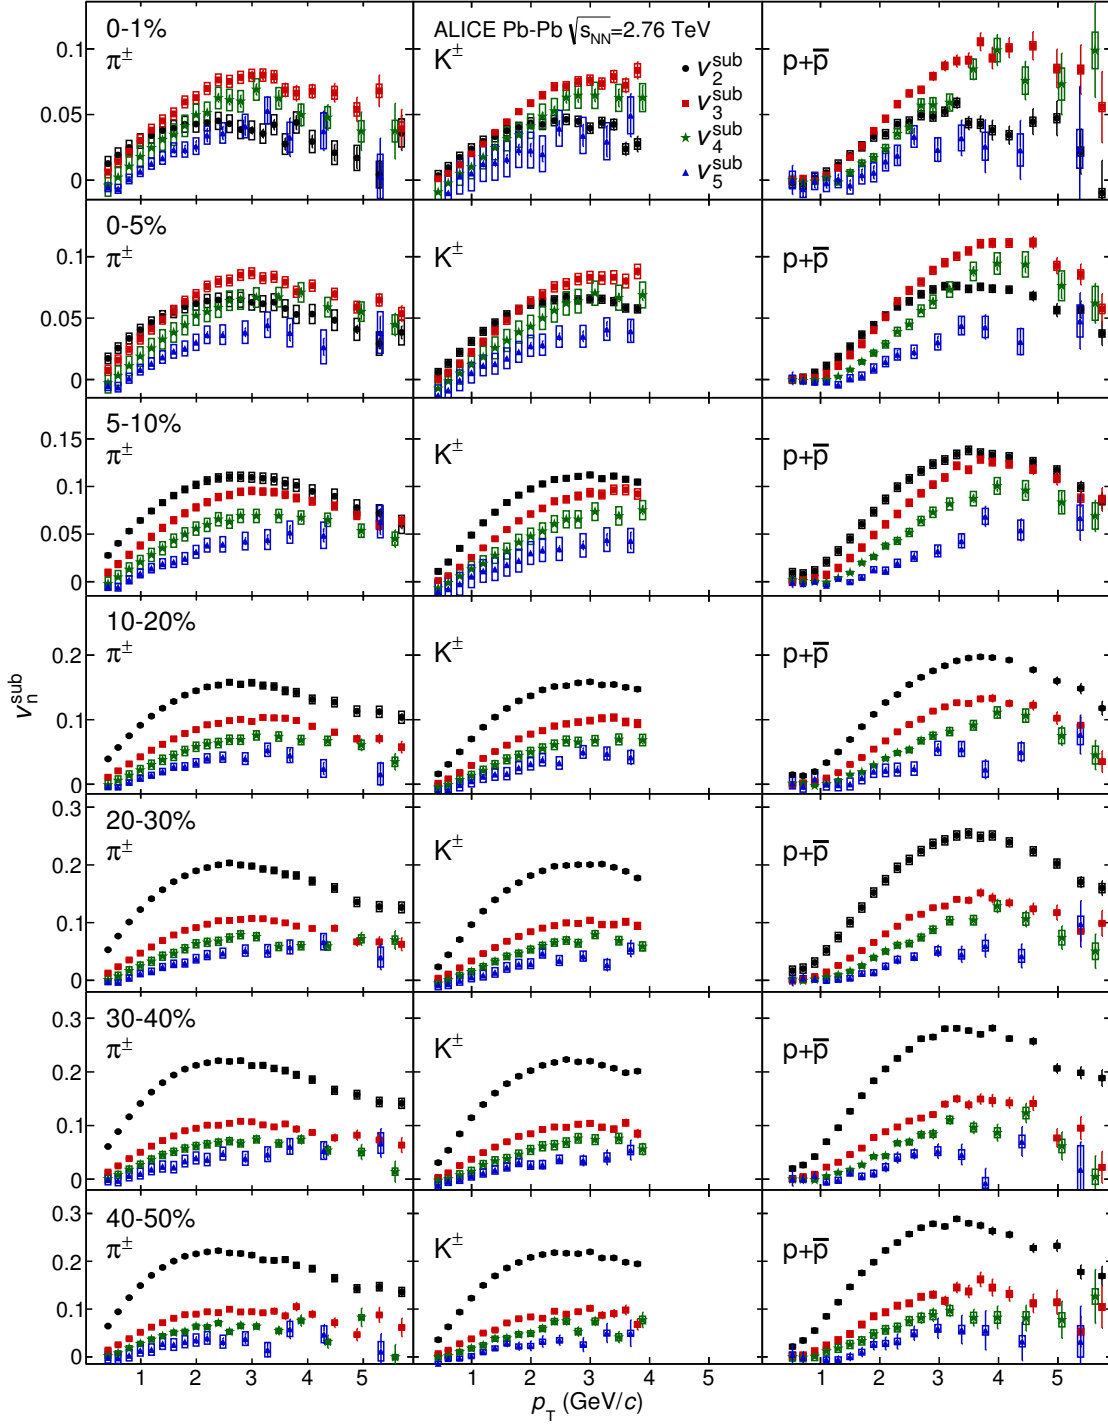 0-1%
π±
ALICE Pb-Pb √sNN=2.76 TeV
K±
v2sub
v3sub
v4sub
v5sub
p+p̅
0.1
0.05
0
0-5%
π±
K±
p+p̅
0.1
0.05
0
5-10%
π±
K±
p+p̅
0.15
0.1
0.05
0
10-20%
π±
K±
p+p̅
0.2
0.1
0
vnsub
20-30%
π±
K±
p+p̅
0.3
0.2
0.1
0
30-40%
π±
K±
p+p̅
0.3
0.2
0.1
0
40-50%
π±
K±
p+p̅
0.3
0.2
0.1
0
1 2 3 4 5 1 2 3 4 5 1 2 3 4 5
pT (GeV/c)